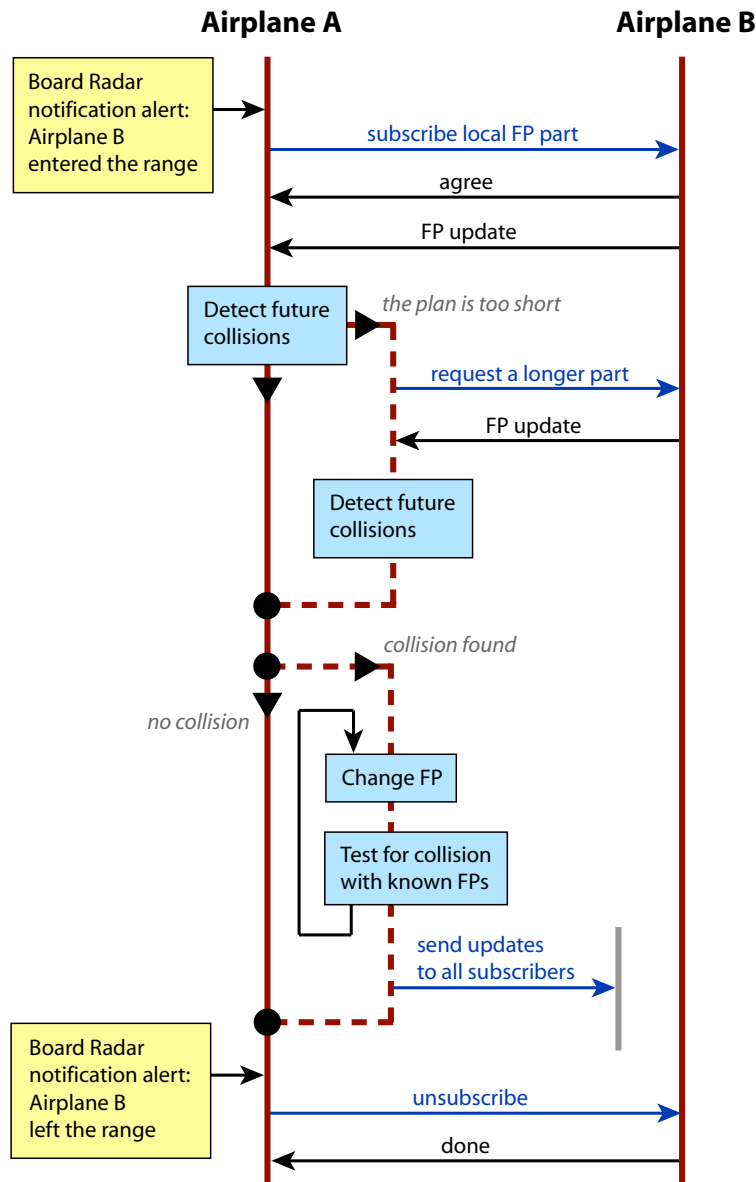 Airplane A
Airplane B
Board Radar
notification alert:
Airplane B
entered the range
subscribe local FP part
agree
FP update
Detect future
collisions
the plan is too short
request a longer part
FP update
Detect future
collisions
collision found
no collision
Change FP
Test for collision
with known FPs
send updates
to all subscribers
Board Radar
notification alert:
Airplane B
left the range
unsubscribe
done